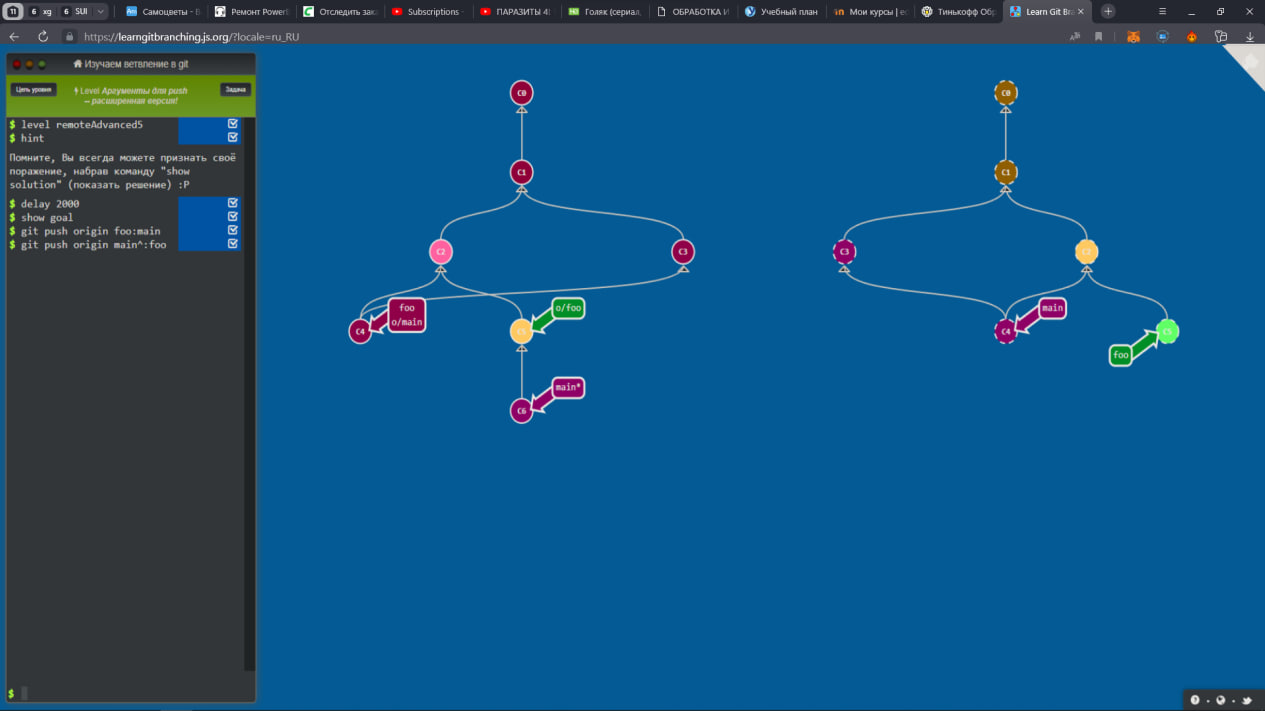 11 6 xg 6 SUI Самоцветы - В Ремонт Power Отследить зак Subscriptions - ПАРАЗИТЫ 4 Голяк (сериал, ОБРАБОТКА И Учебный план Мои курсы | ес Тинькофф Обр Learn Git Bra
https://learngitbranching.js.org/?locale=ru_RU
Изучаем ветвление в git
Цель уровня
Level Аргументы для push
-- расширенная версия!
Задача
$ level remoteAdvanced5
$ hint
Помните, Вы всегда можете признать своё
поражение, набрав команду "show
solution" (показать решение) :P
$ delay 2000
$ show goal
$ git push origin foo:main
$ git push origin main^:foo
$
C0
C1
C2
C3
C4
foo
o/main
C5
o/foo
C6
main*
C0
C1
C3
C2
C4
main
C5
foo